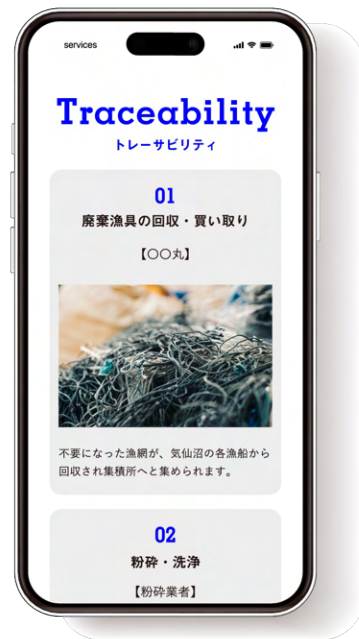 services
Traceability
トレーサビリティ
01
廃棄漁具の回収・買い取り
【〇〇丸】
不要になった漁網が、気仙沼の各漁船から
回収され集積所へと集められます。
02
粉砕・洗浄
【粉砕業者】